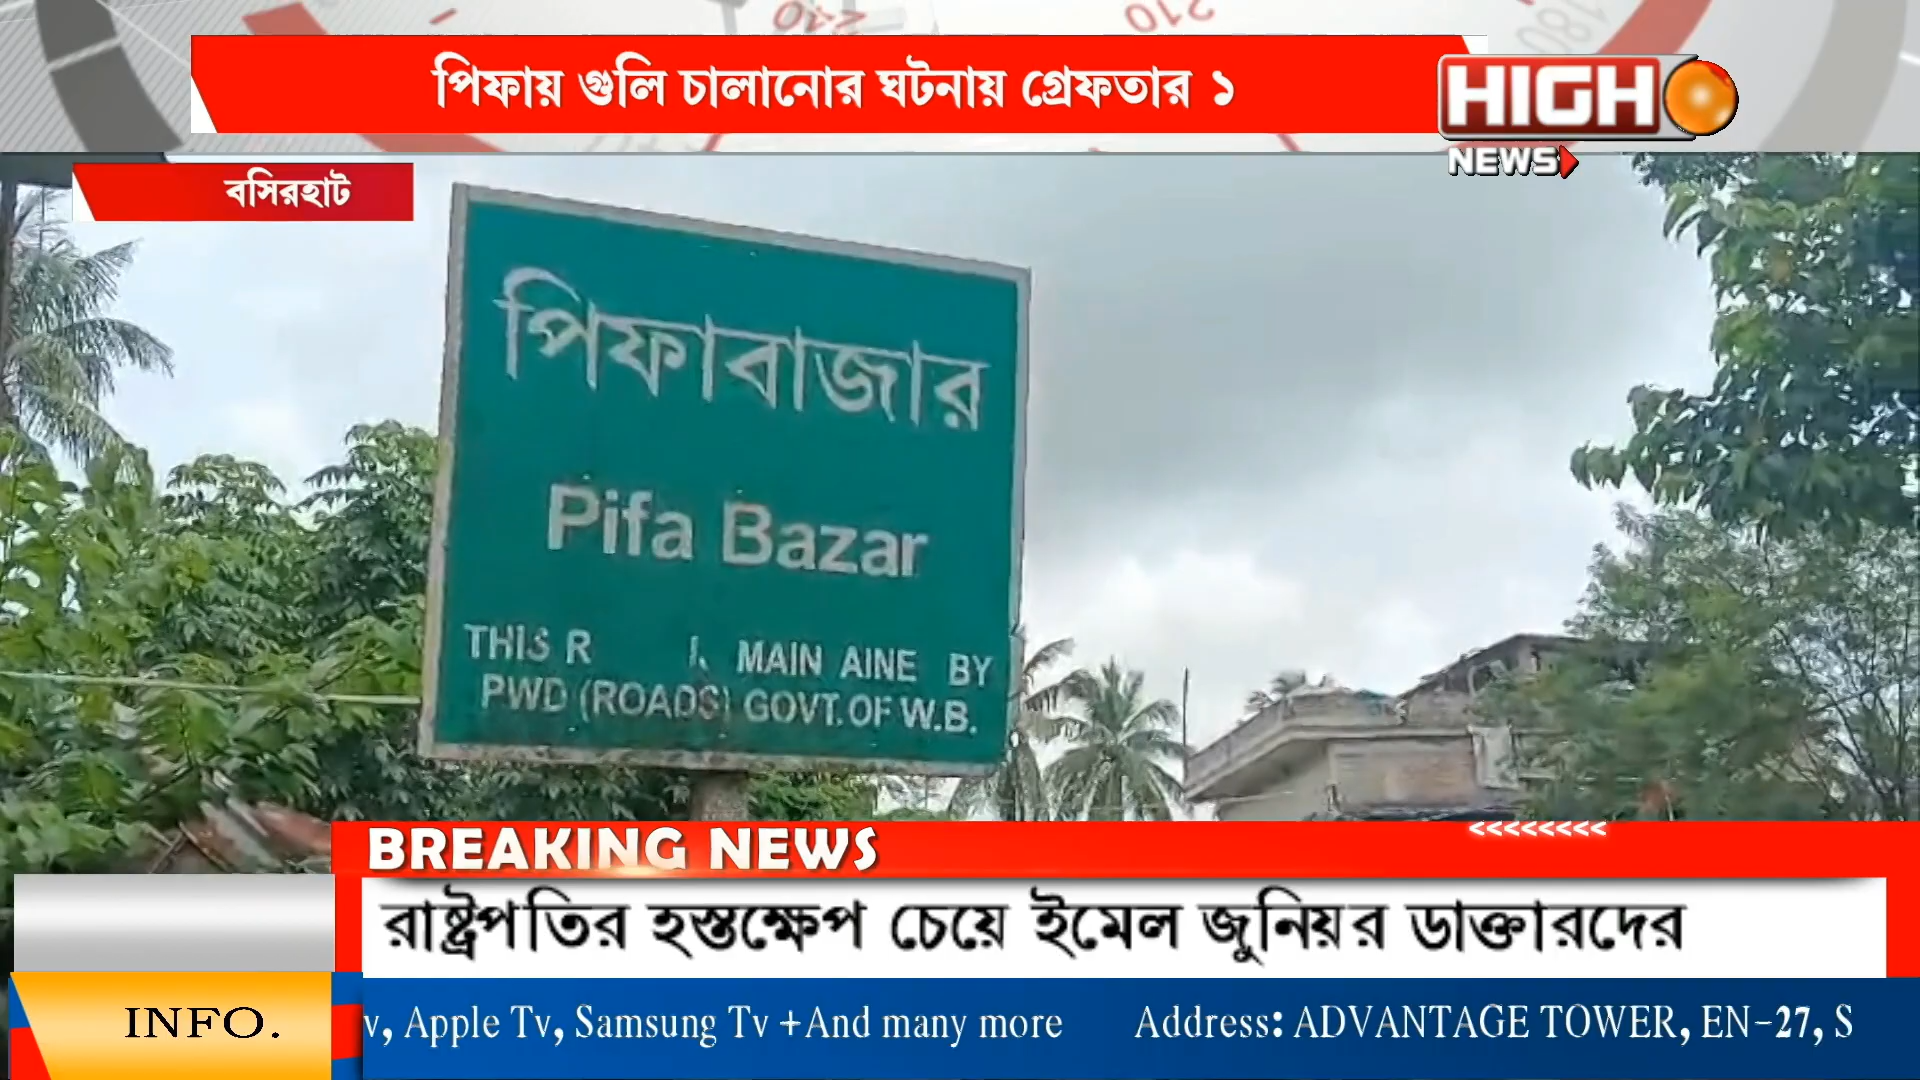 পিফায় গুলি চালানোর ঘটনায় গ্রেফতার ১
HIGH
NEWS
বসিরহাট
পিফাবাজার
Pifa Bazar
THIS R MAIN AINE BY
PWD (ROADS) GOVT. OF W.B.
BREAKING NEWS
<<<<<<<<
রাষ্ট্রপতির হস্তক্ষেপ চেয়ে ইমেল জুনিয়র ডাক্তারদের
INFO.
v, Apple Tv, Samsung Tv +And many more Address: ADVANTAGE TOWER, EN-27, S